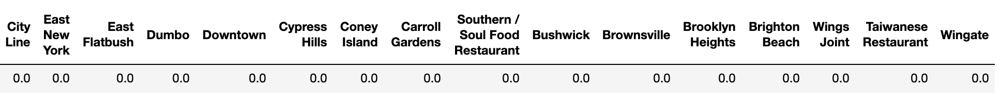 City Line East New York East Flatbush Dumbo Downtown Cypress Hills Coney Island Carroll Gardens Southern / Soul Food Restaurant Bushwick Brownsville Brooklyn Heights Brighton Beach Wings Joint Taiwanese Restaurant Wingate
0.0 0.0 0.0 0.0 0.0 0.0 0.0 0.0 0.0 0.0 0.0 0.0 0.0 0.0 0.0 0.0